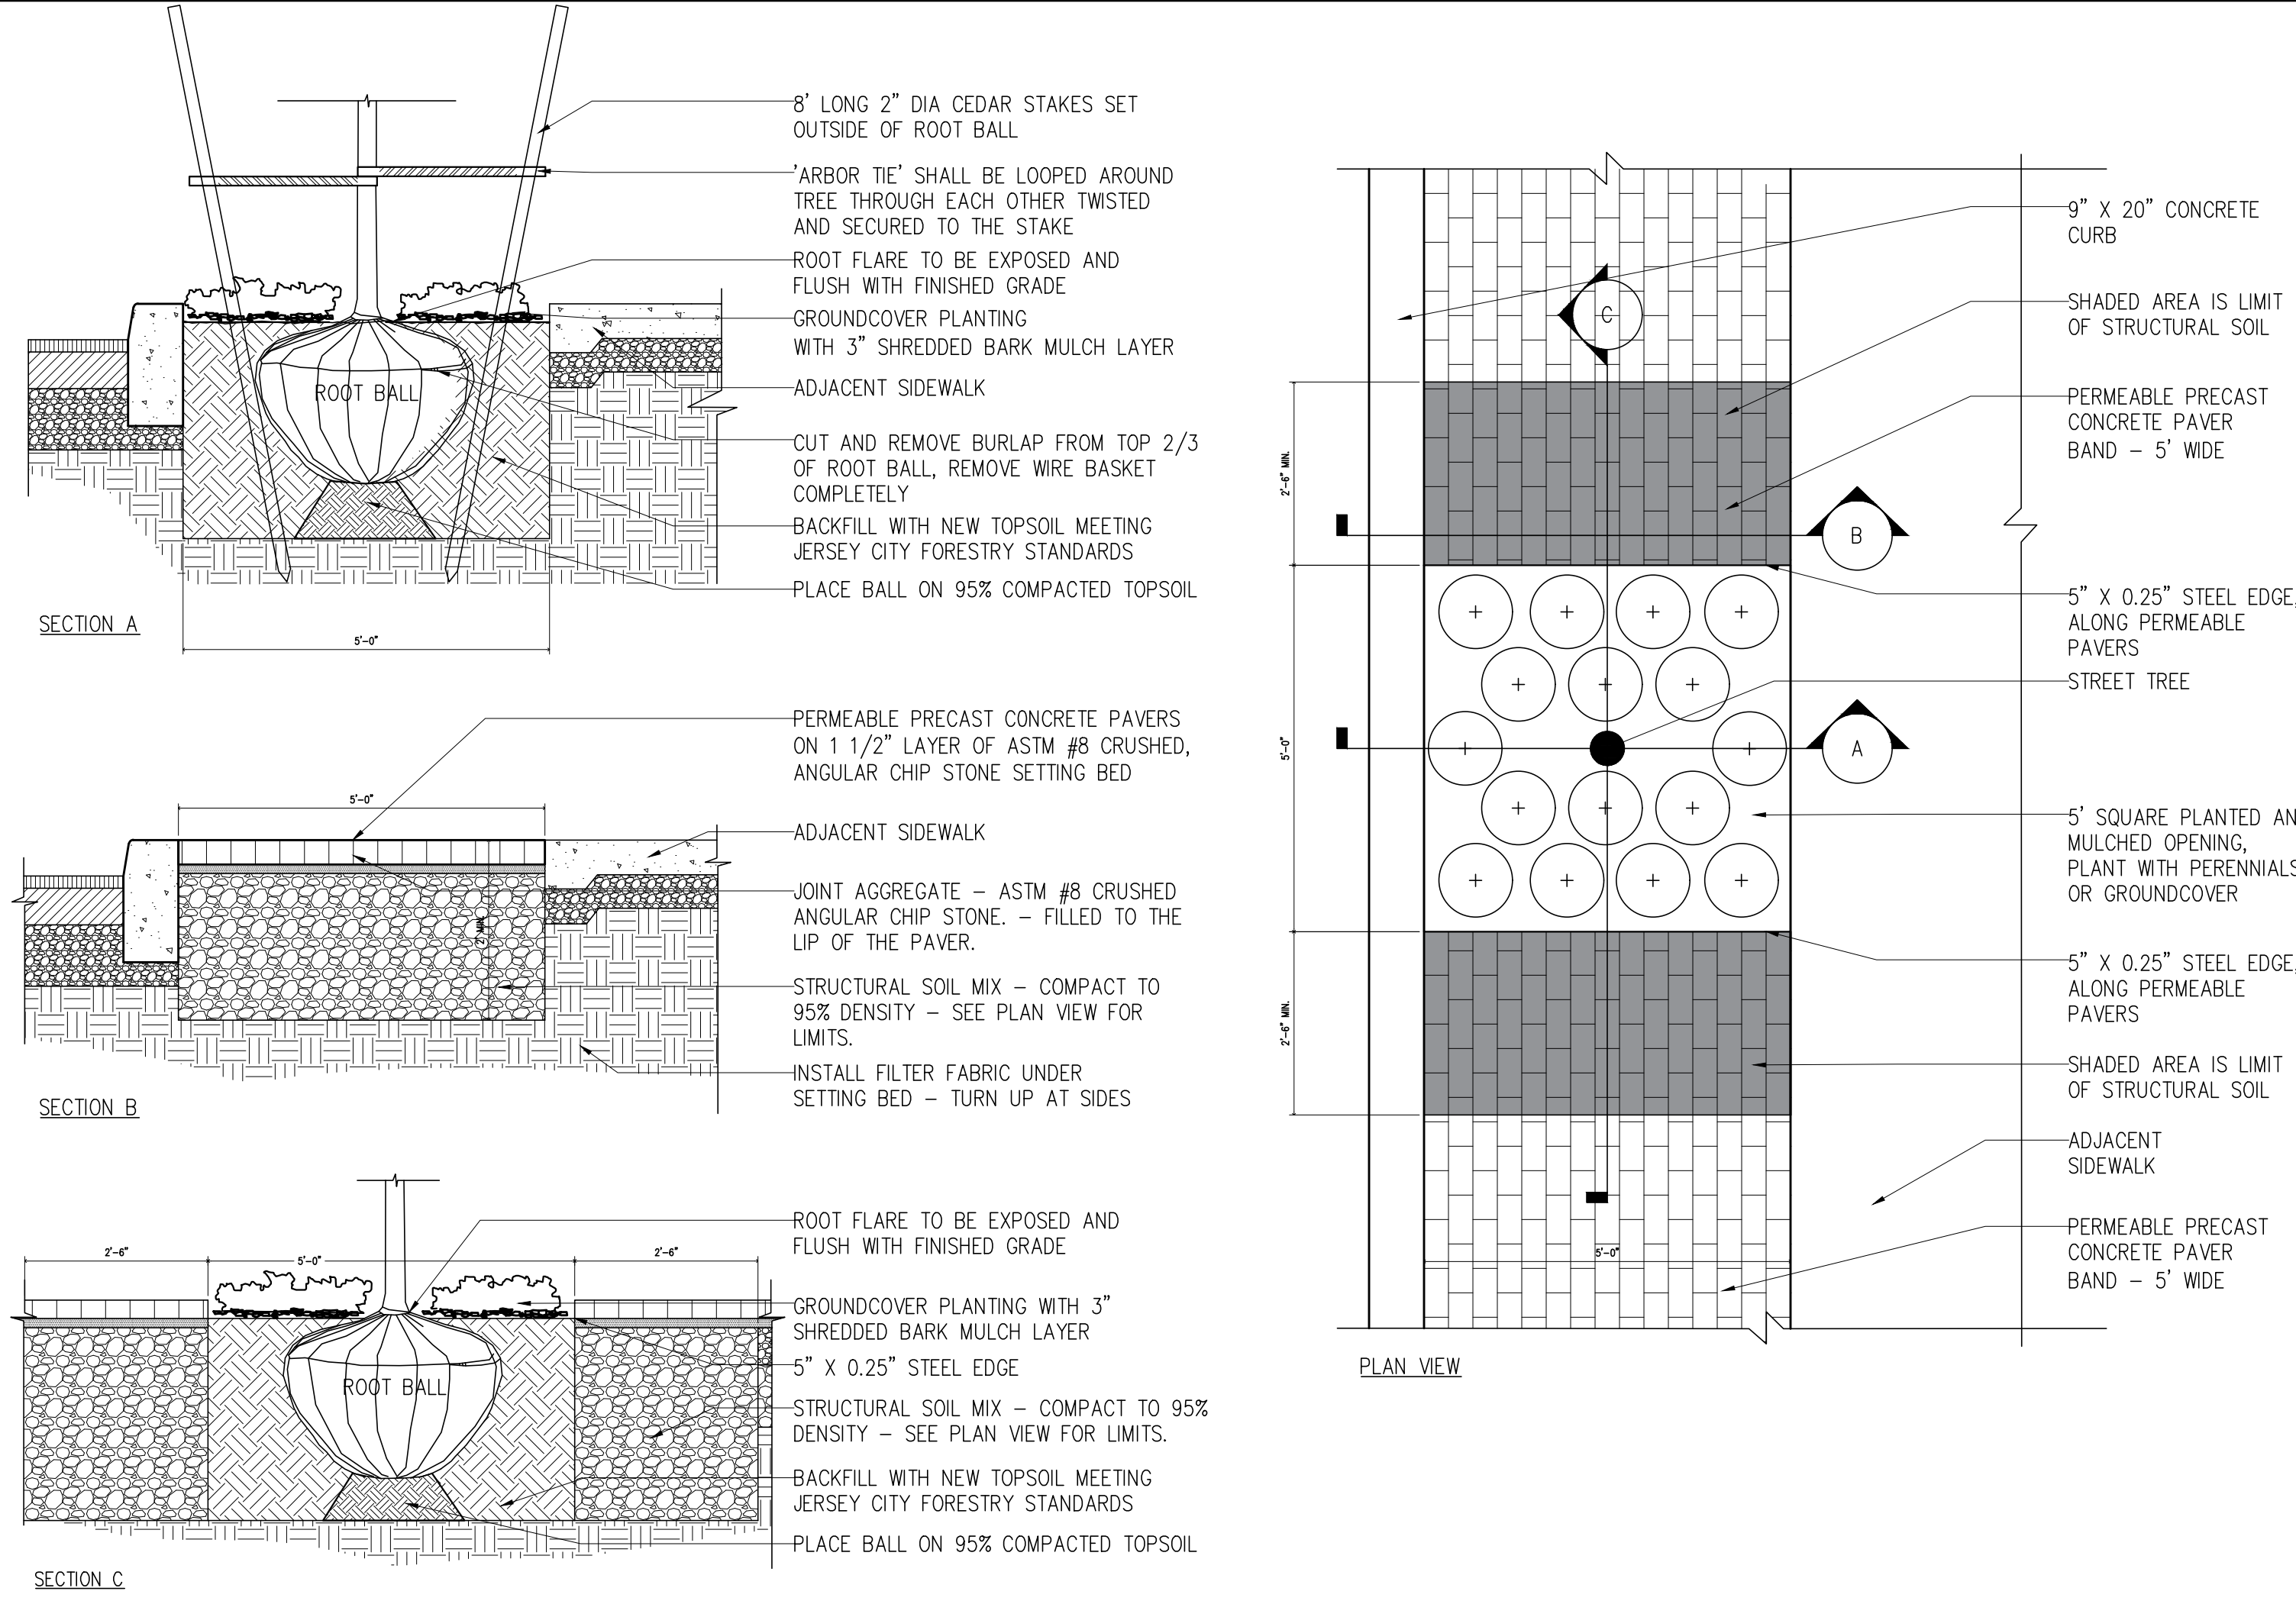 8' LONG 2" DIA CEDAR STAKES SET
OUTSIDE OF ROOT BALL
'ARBOR TIE' SHALL BE LOOPED AROUND
TREE THROUGH EACH OTHER TWISTED
AND SECURED TO THE STAKE
ROOT FLARE TO BE EXPOSED AND
FLUSH WITH FINISHED GRADE
GROUNDCOVER PLANTING
WITH 3" SHREDDED BARK MULCH LAYER
ADJACENT SIDEWALK
CUT AND REMOVE BURLAP FROM TOP 2/3
OF ROOT BALL, REMOVE WIRE BASKET
COMPLETELY
BACKFILL WITH NEW TOPSOIL MEETING
JERSEY CITY FORESTRY STANDARDS
PLACE BALL ON 95% COMPACTED TOPSOIL
ROOT BALL
5'-0"
SECTION A
PERMEABLE PRECAST CONCRETE PAVERS
ON 1 1/2" LAYER OF ASTM #8 CRUSHED,
ANGULAR CHIP STONE SETTING BED
ADJACENT SIDEWALK
JOINT AGGREGATE – ASTM #8 CRUSHED
ANGULAR CHIP STONE. – FILLED TO THE
LIP OF THE PAVER.
STRUCTURAL SOIL MIX – COMPACT TO
95% DENSITY – SEE PLAN VIEW FOR
LIMITS.
INSTALL FILTER FABRIC UNDER
SETTING BED – TURN UP AT SIDES
5'-0"
2' MIN.
SECTION B
ROOT FLARE TO BE EXPOSED AND
FLUSH WITH FINISHED GRADE
GROUNDCOVER PLANTING WITH 3"
SHREDDED BARK MULCH LAYER
5" X 0.25" STEEL EDGE
STRUCTURAL SOIL MIX – COMPACT TO 95%
DENSITY – SEE PLAN VIEW FOR LIMITS.
BACKFILL WITH NEW TOPSOIL MEETING
JERSEY CITY FORESTRY STANDARDS
PLACE BALL ON 95% COMPACTED TOPSOIL
2'-6"
5'-0"
2'-6"
ROOT BALL
SECTION C
9" X 20" CONCRETE
CURB
SHADED AREA IS LIMIT
OF STRUCTURAL SOIL
PERMEABLE PRECAST
CONCRETE PAVER
BAND – 5' WIDE
5" X 0.25" STEEL EDGE,
ALONG PERMEABLE
PAVERS
STREET TREE
5' SQUARE PLANTED AN
MULCHED OPENING,
PLANT WITH PERENNIALS
OR GROUNDCOVER
5" X 0.25" STEEL EDGE,
ALONG PERMEABLE
PAVERS
SHADED AREA IS LIMIT
OF STRUCTURAL SOIL
ADJACENT
SIDEWALK
PERMEABLE PRECAST
CONCRETE PAVER
BAND – 5' WIDE
C
B
A
2'-6" MIN.
5'-0"
2'-6" MIN.
5'-0"
PLAN VIEW